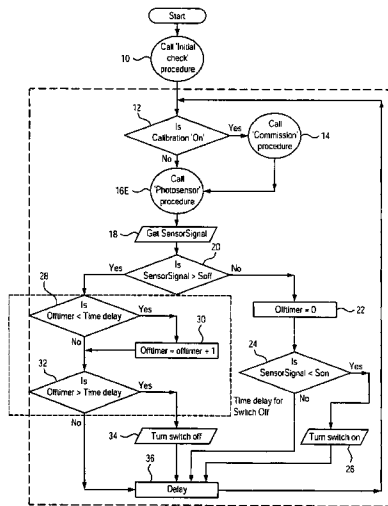 Start
Call 'Initial
check'
procedure
10
12
Is
Calibration 'On'
Yes
Call
'Commission'
procedure
14
No
16E
Call
'Photosensor'
procedure
18
Get SensorSignal
20
Is
SensorSignal > Soff
Yes
No
28
Is
Offtimer < Time delay
Yes
Offtimer = 0
22
30
Offtimer = offtimer + 1
No
24
Is
SensorSignal < Son
Yes
32
Is
Offtimer > Time delay
Yes
Time delay for
Switch Off
No
No
34
Turn switch off
Turn switch on
26
36
Delay